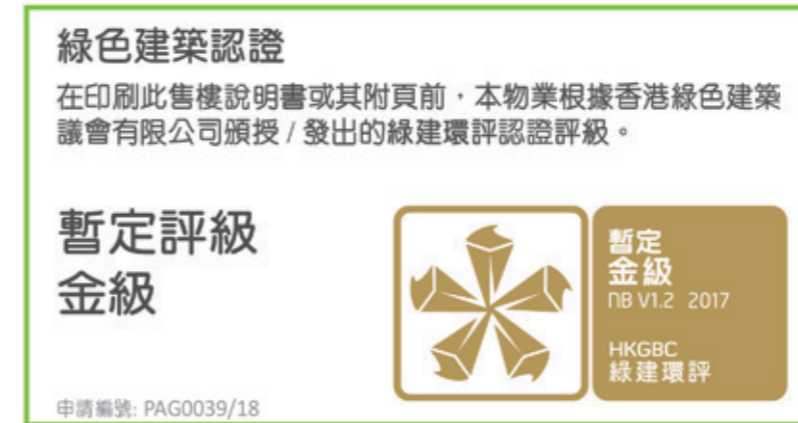 綠色建築認證
在印刷此售樓說明書或其附頁前，本物業根據香港綠色建築
議會有限公司頒授 / 發出的綠建環評認證評級。
暫定評級
金級
暫定
金級
NB V1.2 2017
HKGBC
綠建環評
申請編號: PAG0039/18